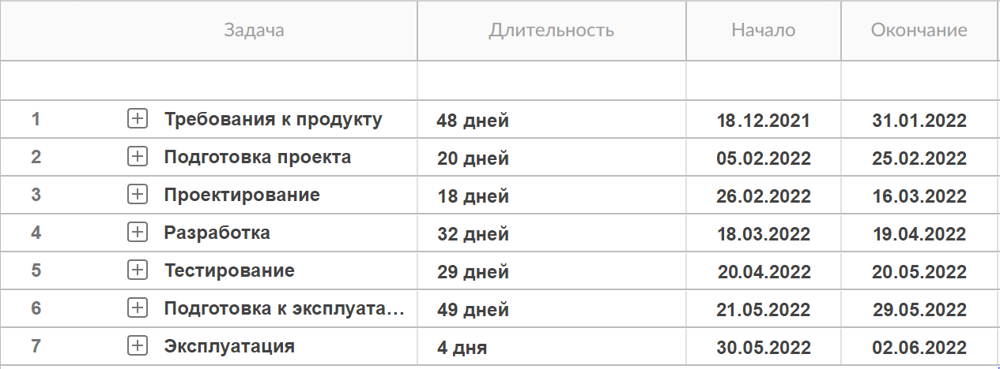 Задача Длительность Начало Окончание
1 Требования к продукту 48 дней 18.12.2021 31.01.2022
2 Подготовка проекта 20 дней 05.02.2022 25.02.2022
3 Проектирование 18 дней 26.02.2022 16.03.2022
4 Разработка 32 дней 18.03.2022 19.04.2022
5 Тестирование 29 дней 20.04.2022 20.05.2022
6 Подготовка к эксплуата... 49 дней 21.05.2022 29.05.2022
7 Эксплуатация 4 дня 30.05.2022 02.06.2022